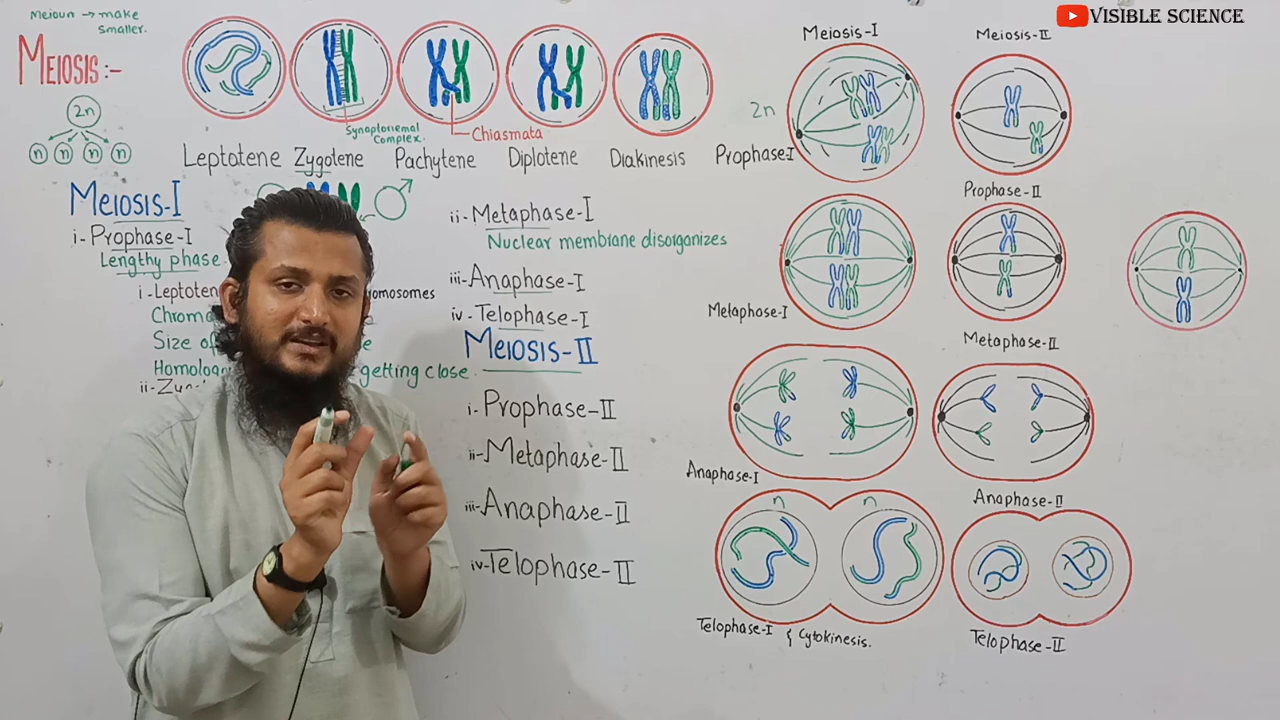 Meioun → make
smaller.
MEIOSIS:-
2n
n n n n
Synaptonemal
Complex.
Chiasmata
Leptotene Zygotene Pachytene Diplotene Diakinesis
Meiosis-I
i- Prophase-I
Lengthy phase.
i-Leptoten
omosomes
Chroma
Size of
e
Homolog
getting close.
ii-
ii- Metaphase-I
Nuclear membrane disorganizes
iii- Anaphase-I
iv- Telophase-I
Meiosis-II
i- Prophase-II
ii- Metaphase-II
iii- Anaphase-II
iv- Telophase-II
VISIBLE SCIENCE
Meiosis-I
Meiosis-II
2n
Prophase-I
Prophase-II
Metaphase-I
Metaphase-II
Anaphase-I
Anaphase-II
n n
Telophase-I & Cytokinesis.
Telophase-II